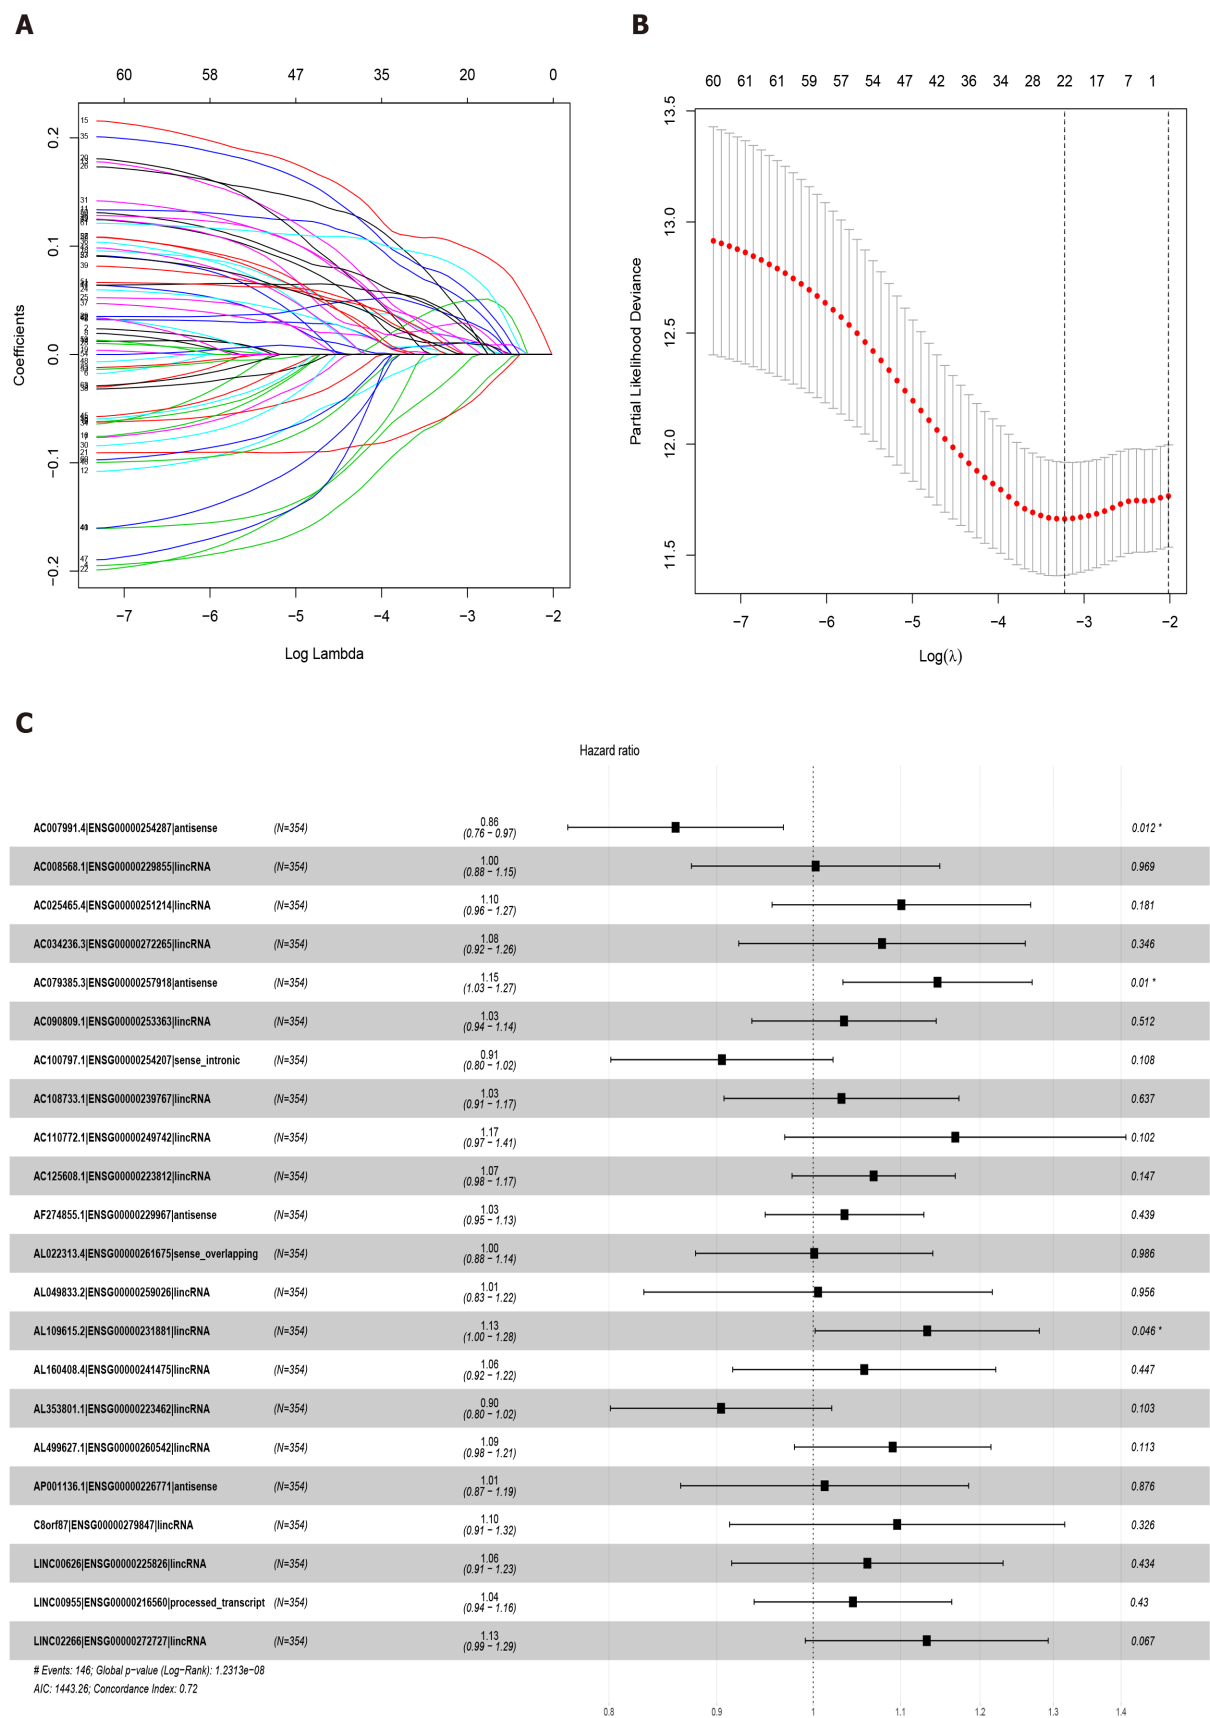 A
60 58 47 35 20 0
0.2
0.1
0.0
−0.1
−0.2
Coefficients
15
35
26
31
61
39
25
37
6
30
21
12
47
22
−7 −6 −5 −4 −3 −2
Log Lambda
B
60 61 61 59 57 54 47 42 36 34 28 22 17 7 1
13.5
13.0
12.5
12.0
11.5
Partial Likelihood Deviance
−7 −6 −5 −4 −3 −2
Log(λ)
C
Hazard ratio
AC007991.4|ENSG00000254287|antisense (N=354) 0.86 0.012 *
(0.76 − 0.97)
AC008568.1|ENSG00000229855|lincRNA (N=354) 1.00 0.969
(0.88 − 1.15)
AC025465.4|ENSG00000251214|lincRNA (N=354) 1.10 0.181
(0.96 − 1.27)
AC034236.3|ENSG00000272265|lincRNA (N=354) 1.08 0.346
(0.92 − 1.26)
AC079385.3|ENSG00000257918|antisense (N=354) 1.15 0.01 *
(1.03 − 1.27)
AC090809.1|ENSG00000253363|lincRNA (N=354) 1.03 0.512
(0.94 − 1.14)
AC100797.1|ENSG00000254207|sense_intronic (N=354) 0.91 0.108
(0.80 − 1.02)
AC108733.1|ENSG00000239767|lincRNA (N=354) 1.03 0.637
(0.91 − 1.17)
AC110772.1|ENSG00000249742|lincRNA (N=354) 1.17 0.102
(0.97 − 1.41)
AC125608.1|ENSG00000223812|lincRNA (N=354) 1.07 0.147
(0.98 − 1.17)
AF274855.1|ENSG00000229967|antisense (N=354) 1.03 0.439
(0.95 − 1.13)
AL022313.4|ENSG00000261675|sense_overlapping (N=354) 1.00 0.986
(0.88 − 1.14)
AL049833.2|ENSG00000259026|lincRNA (N=354) 1.01 0.956
(0.83 − 1.22)
AL109615.2|ENSG00000231881|lincRNA (N=354) 1.13 0.046 *
(1.00 − 1.28)
AL160408.4|ENSG00000241475|lincRNA (N=354) 1.06 0.447
(0.92 − 1.22)
AL353801.1|ENSG00000223462|lincRNA (N=354) 0.90 0.103
(0.80 − 1.02)
AL499627.1|ENSG00000260542|lincRNA (N=354) 1.09 0.113
(0.98 − 1.21)
AP001136.1|ENSG00000226771|antisense (N=354) 1.01 0.876
(0.87 − 1.19)
C8orf87|ENSG00000279847|lincRNA (N=354) 1.10 0.326
(0.91 − 1.32)
LINC00626|ENSG00000225826|lincRNA (N=354) 1.06 0.434
(0.91 − 1.23)
LINC00955|ENSG00000216560|processed_transcript (N=354) 1.04 0.43
(0.94 − 1.16)
LINC02266|ENSG00000272727|lincRNA (N=354) 1.13 0.067
(0.99 − 1.29)
# Events: 146; Global p−value (Log−Rank): 1.2313e−08
AIC: 1443.26; Concordance Index: 0.72
0.8 0.9 1 1.1 1.2 1.3 1.4